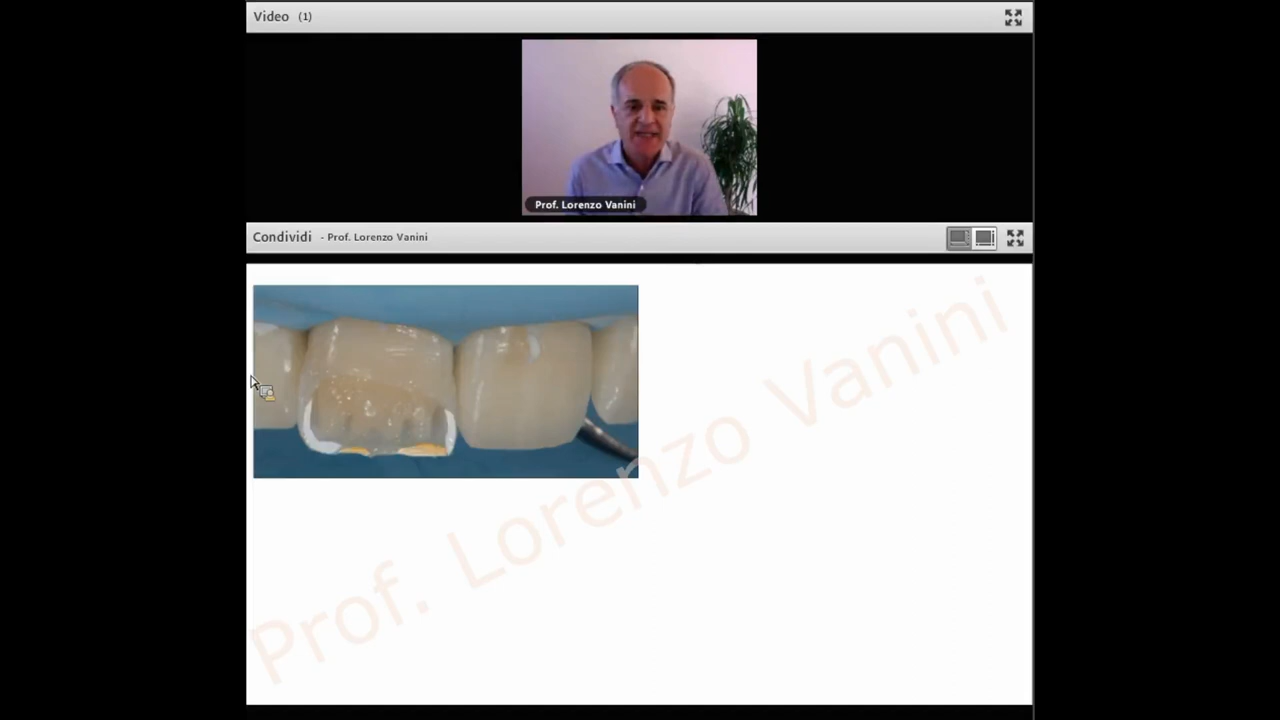 Video (1)
Prof. Lorenzo Vanini
Condividi - Prof. Lorenzo Vanini
Prof. Lorenzo Vanini